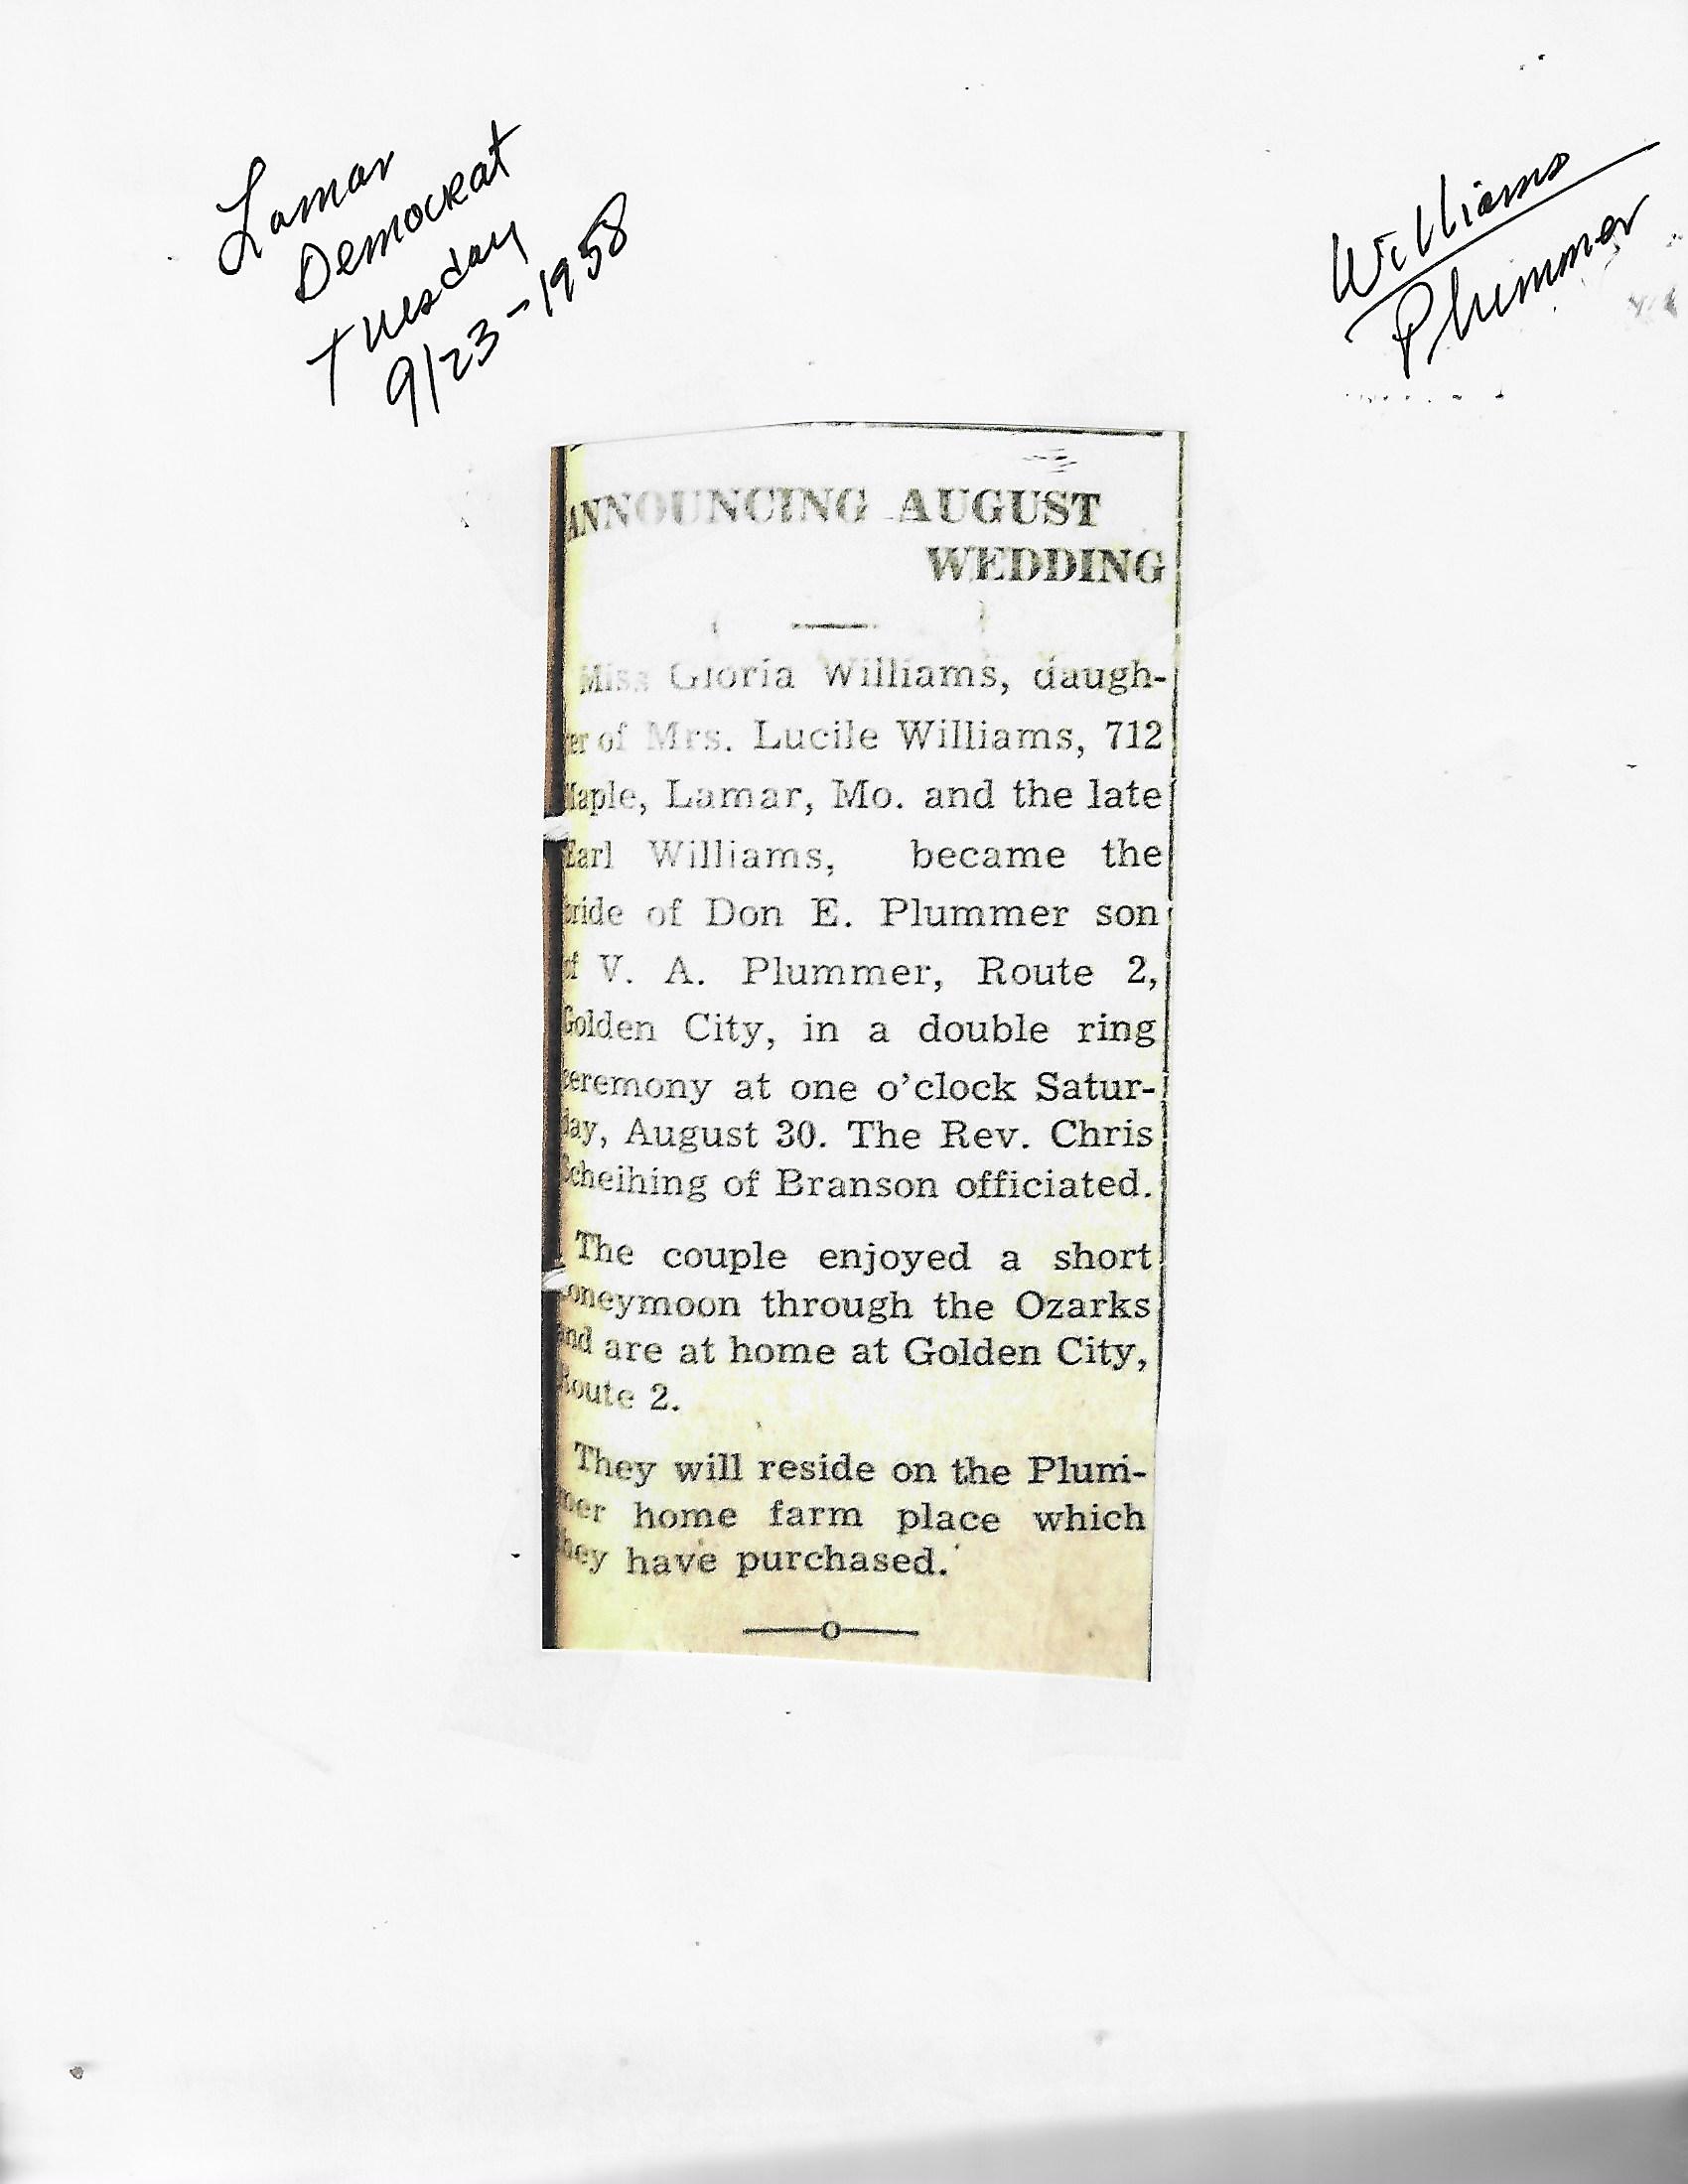 Lamar
Democrat
Tuesday
9/23-1958
Williams
Plummer
ANNOUNCING AUGUST
WEDDING
Miss Gloria Williams, daugh-
er of Mrs. Lucile Williams, 712
Maple, Lamar, Mo. and the late
Earl Williams, became the
bride of Don E. Plummer son
of V. A. Plummer, Route 2,
Golden City, in a double ring
ceremony at one o'clock Satur-
day, August 30. The Rev. Chris
Scheihing of Branson officiated.
The couple enjoyed a short
oneymoon through the Ozarks
and are at home at Golden City,
Route 2.
They will reside on the Plum-
mer home farm place which
hey have purchased.